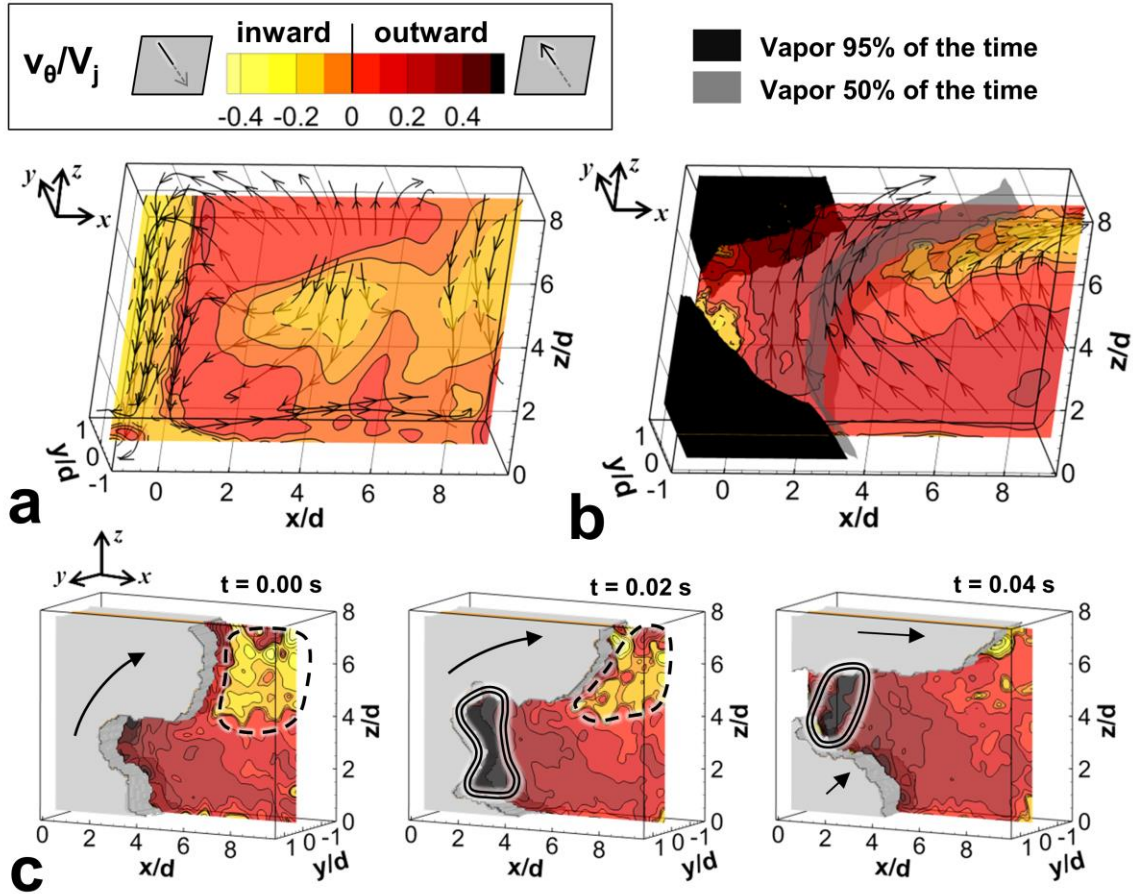 inward outward
vθ/Vj
-0.4 -0.2 0 0.2 0.4
Vapor 95% of the time
Vapor 50% of the time
y z x
8
6
4
2
0
z/d
1
0
-1
y/d
0 2 4 6 8
x/d
a
y z x
8
6
4
2
0
z/d
1
0
-1
y/d
0 2 4 6 8
x/d
b
z
y x
t = 0.00 s
8
6
4
2
0
z/d
0 2 4 6 8 1 0 -1
x/d
y/d
t = 0.02 s
8
6
4
2
0
z/d
0 2 4 6 8 1 0 -1
x/d
y/d
t = 0.04 s
8
6
4
2
0
z/d
0 2 4 6 8 10 -1
x/d
y/d
c